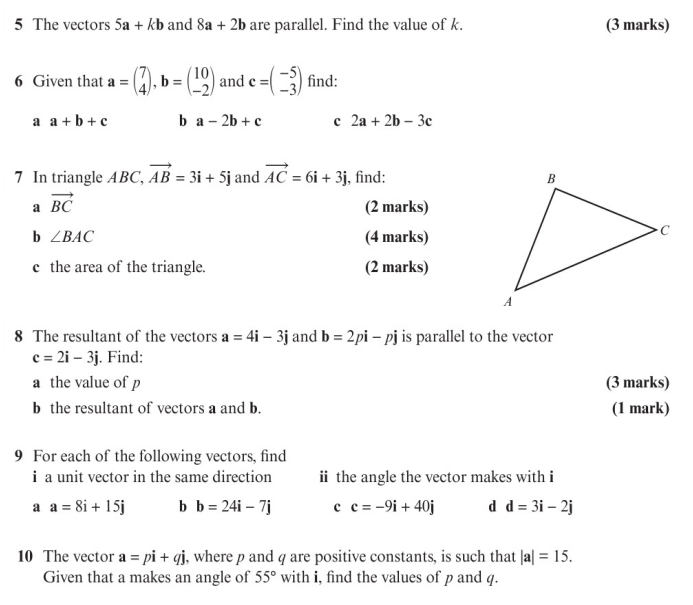 5 The vectors 5a + kb and 8a + 2b are parallel. Find the value of k. (3 marks)
6 Given that a = (7 4), b = (10 −2) and c = (−5 −3) find:
a a + b + c b a − 2b + c c 2a + 2b − 3c
7 In triangle ABC, AB→ = 3i + 5j and AC→ = 6i + 3j, find:
a BC→ (2 marks)
b ∠BAC (4 marks)
c the area of the triangle. (2 marks)
B
C
A
8 The resultant of the vectors a = 4i − 3j and b = 2pi − pj is parallel to the vector
c = 2i − 3j. Find:
a the value of p (3 marks)
b the resultant of vectors a and b. (1 mark)
9 For each of the following vectors, find
i a unit vector in the same direction ii the angle the vector makes with i
a a = 8i + 15j b b = 24i − 7j c c = −9i + 40j d d = 3i − 2j
10 The vector a = pi + qj, where p and q are positive constants, is such that |a| = 15.
Given that a makes an angle of 55° with i, find the values of p and q.